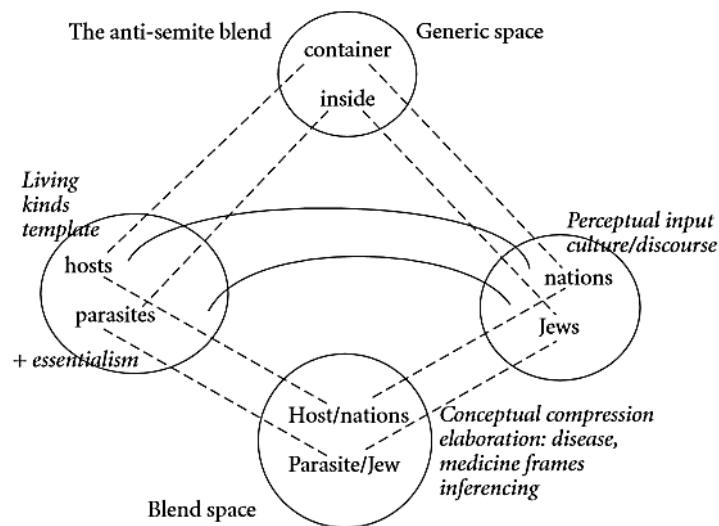 The anti-semite blend
Generic space
container
inside
Living
kinds
template
hosts
parasites
+ essentialism
Perceptual input
culture/discourse
nations
Jews
Host/nations
Parasite/Jew
Conceptual compression
elaboration: disease,
medicine frames
inferencing
Blend space